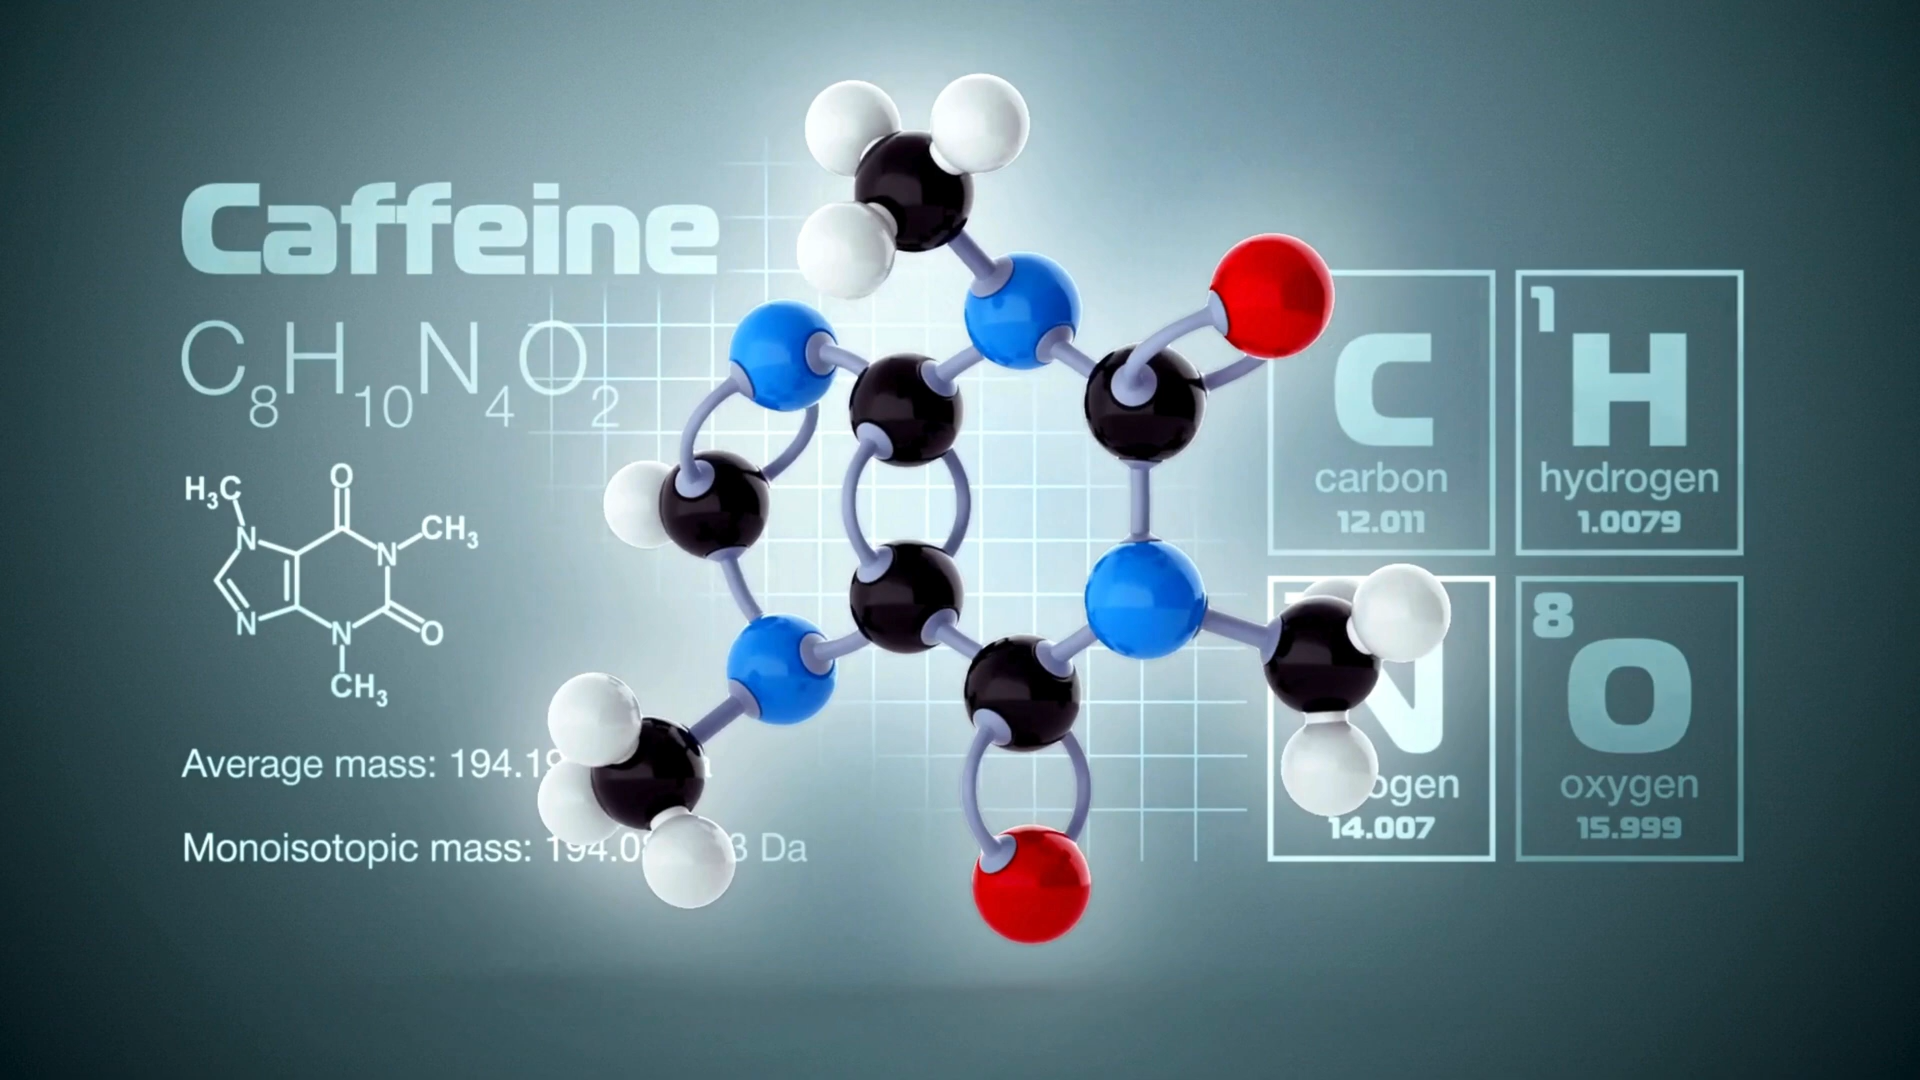 Caffeine
C8H10N4O2
H3C
O
N
CH3
N
N
N
O
CH3
Average mass: 194.19
Monoisotopic mass: 194.0 3 Da
C
carbon
12.011
1
H
hydrogen
1.0079
N
ogen
14.007
8
O
oxygen
15.999